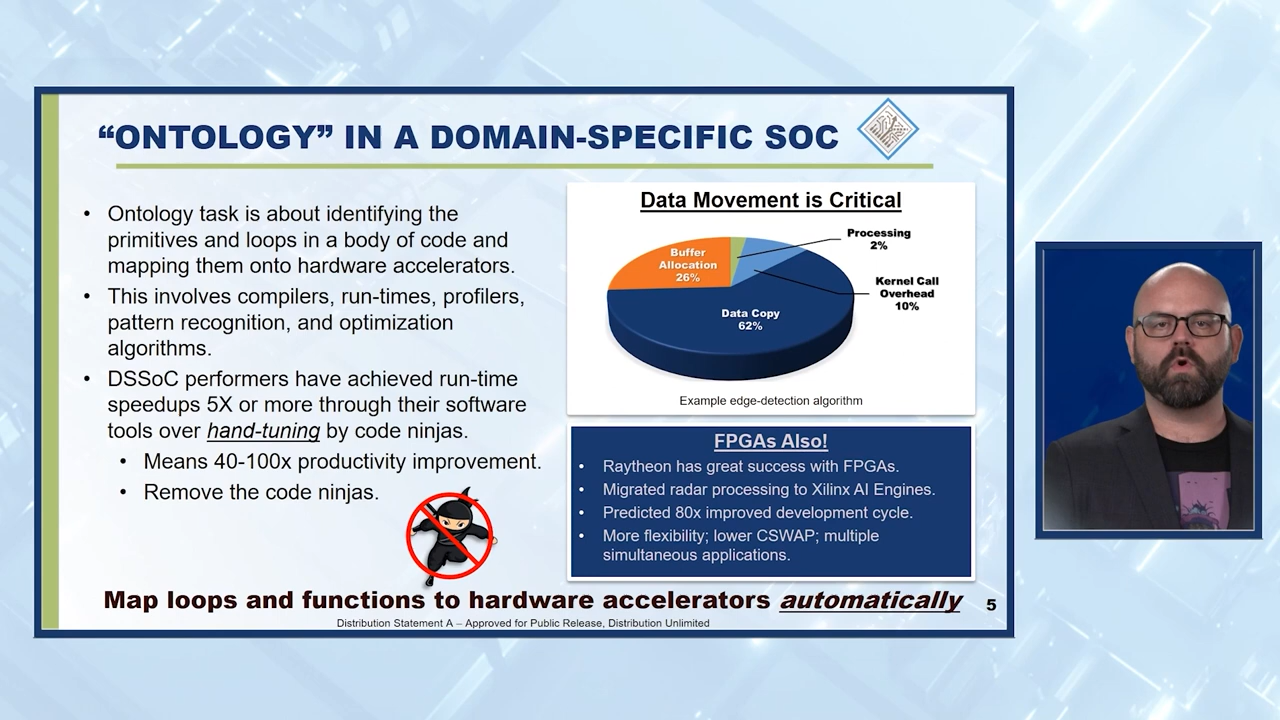 “ONTOLOGY” IN A DOMAIN-SPECIFIC SOC
• Ontology task is about identifying the
primitives and loops in a body of code and
mapping them onto hardware accelerators.
• This involves compilers, run-times, profilers,
pattern recognition, and optimization
algorithms.
• DSSoC performers have achieved run-time
speedups 5X or more through their software
tools over hand-tuning by code ninjas.
• Means 40-100x productivity improvement.
• Remove the code ninjas.
Data Movement is Critical
Processing
2%
Buffer
Allocation
26%
Kernel Call
Overhead
10%
Data Copy
62%
Example edge-detection algorithm
FPGAs Also!
• Raytheon has great success with FPGAs.
• Migrated radar processing to Xilinx AI Engines.
• Predicted 80x improved development cycle.
• More flexibility; lower CSWAP; multiple
simultaneous applications.
Map loops and functions to hardware accelerators automatically
5
Distribution Statement A – Approved for Public Release, Distribution Unlimited